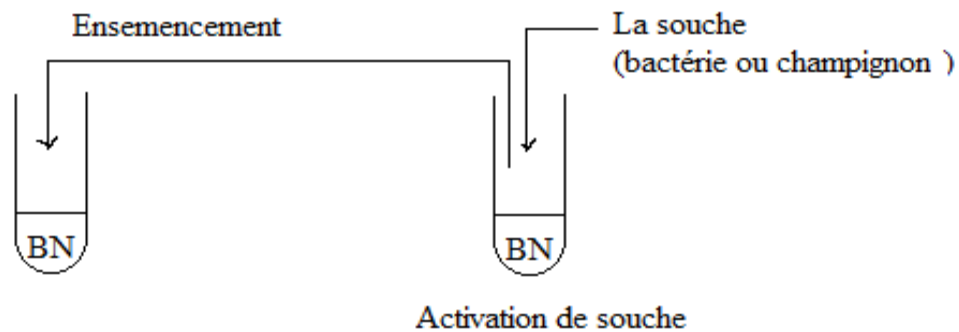 Ensemencement
La souche
(bactérie ou champignon )
BN
BN
Activation de souche